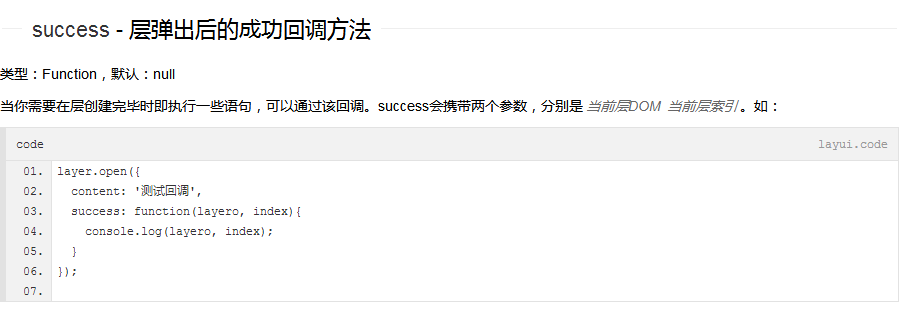 success - 层弹出后的成功回调方法
类型：Function，默认：null
当你需要在层创建完毕时即执行一些语句，可以通过该回调。success会携带两个参数，分别是 当前层DOM 当前层索引。如：
code layui.code
01. layer.open({
02.   content: '测试回调',
03.   success: function(layero, index){
04.     console.log(layero, index);
05.   }
06. });
07.